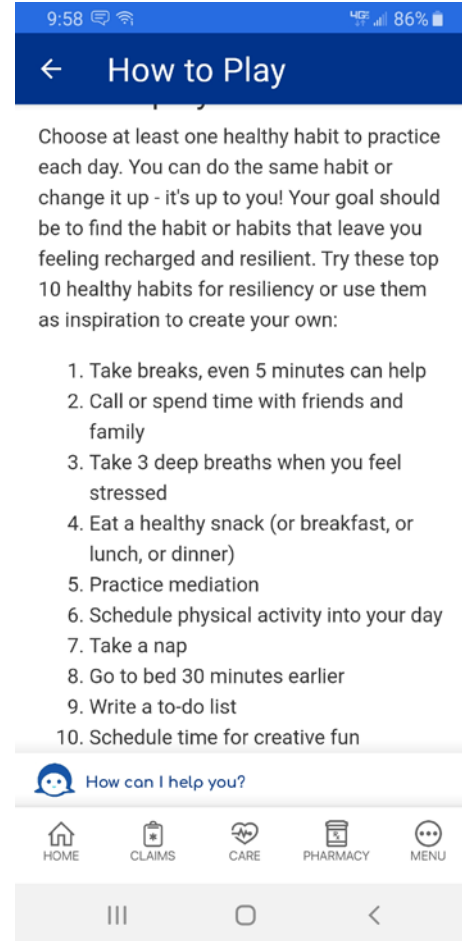 9:58 86%
How to Play
Choose at least one healthy habit to practice
each day. You can do the same habit or
change it up - it's up to you! Your goal should
be to find the habit or habits that leave you
feeling recharged and resilient. Try these top
10 healthy habits for resiliency or use them
as inspiration to create your own:
1. Take breaks, even 5 minutes can help
2. Call or spend time with friends and
family
3. Take 3 deep breaths when you feel
stressed
4. Eat a healthy snack (or breakfast, or
lunch, or dinner)
5. Practice mediation
6. Schedule physical activity into your day
7. Take a nap
8. Go to bed 30 minutes earlier
9. Write a to-do list
10. Schedule time for creative fun
How can I help you?
HOME CLAIMS CARE PHARMACY MENU